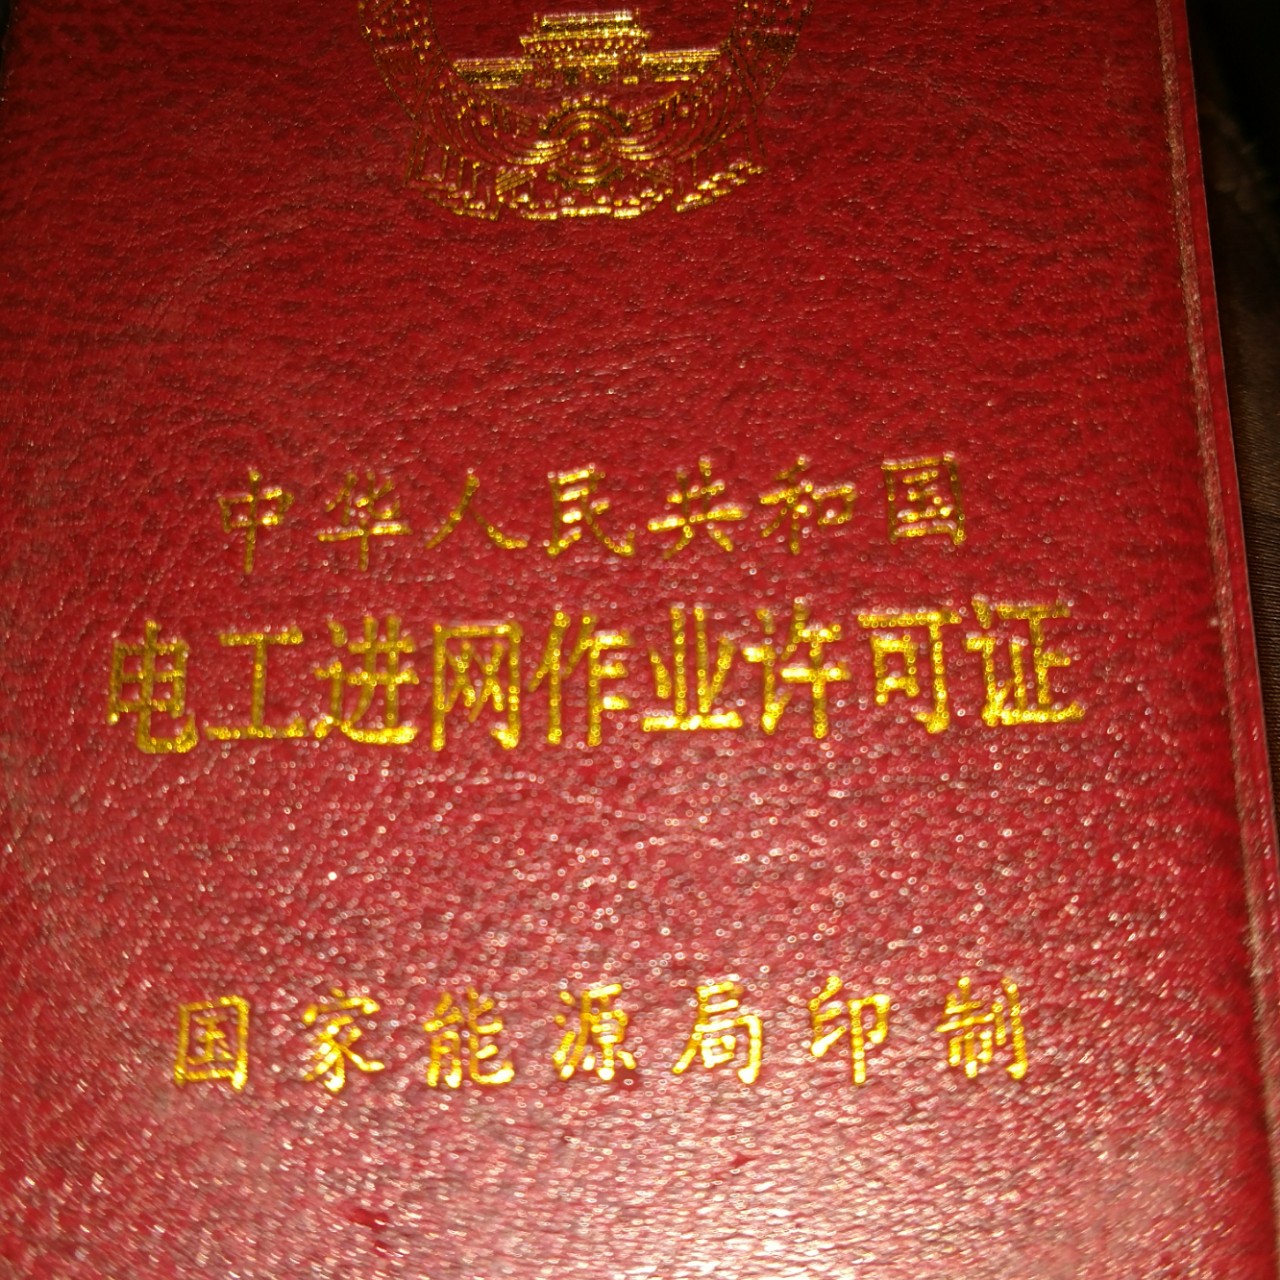 中华人民共和国
电工进网作业许可证
国家能源局印制